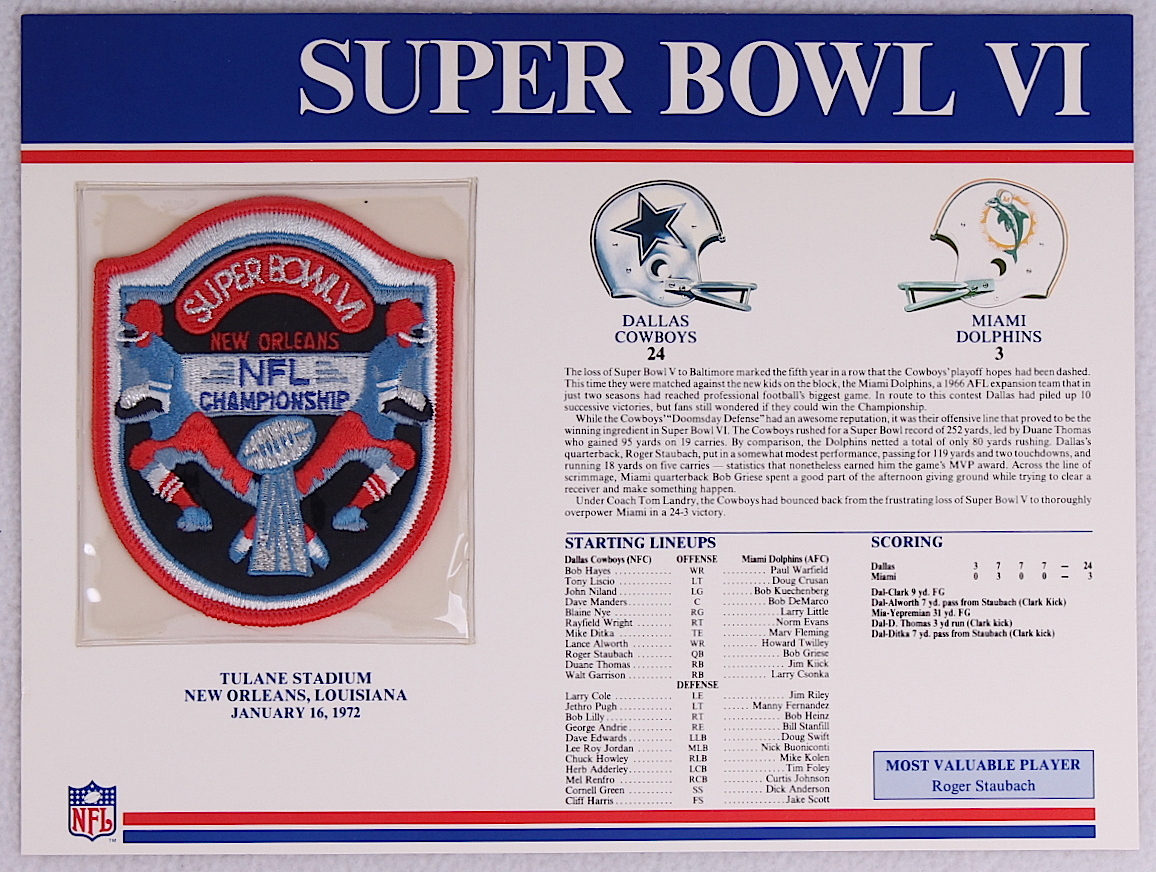 SUPER BOWL VI
SUPER BOWL VI
NEW ORLEANS
NFL
CHAMPIONSHIP
TULANE STADIUM
NEW ORLEANS, LOUISIANA
JANUARY 16, 1972
DALLAS
COWBOYS
24
MIAMI
DOLPHINS
3
The loss of Super Bowl V to Baltimore marked the fifth year in a row that the Cowboys' playoff hopes had been dashed.
This time they were matched against the new kids on the block, the Miami Dolphins, a 1966 AFL expansion team that in
just two seasons had reached professional football's biggest game. In route to this contest Dallas had piled up 10
successive victories, but fans still wondered if they could win the Championship.
While the Cowboys' "Doomsday Defense" had an awesome reputation, it was their offensive line that proved to be the
winning ingredient in Super Bowl VI. The Cowboys rushed for a Super Bowl record of 252 yards, led by Duane Thomas
who gained 95 yards on 19 carries. By comparison, the Dolphins netted a total of only 80 yards rushing. Dallas's
quarterback, Roger Staubach, put in a somewhat modest performance, passing for 119 yards and two touchdowns, and
running 18 yards on five carries — statistics that nonetheless earned him the game's MVP award. Across the line of
scrimmage, Miami quarterback Bob Griese spent a good part of the afternoon giving ground while trying to clear a
receiver and make something happen.
Under Coach Tom Landry, the Cowboys had bounced back from the frustrating loss of Super Bowl V to thoroughly
overpower Miami in a 24-3 victory.
STARTING LINEUPS
Dallas Cowboys (NFC) OFFENSE Miami Dolphins (AFC)
Bob Hayes ............ WR ............ Paul Warfield
Tony Liscio ............ LT ............ Doug Crusan
John Niland ............ LG ............ Bob Kuechenberg
Dave Manders ............ C ............ Bob DeMarco
Blaine Nye ............ RG ............ Larry Little
Rayfield Wright ............ RT ............ Norm Evans
Mike Ditka ............ TE ............ Marv Fleming
Lance Alworth ............ WR ............ Howard Twilley
Roger Staubach ............ QB ............ Bob Griese
Duane Thomas ............ RB ............ Jim Kiick
Walt Garrison ............ RB ............ Larry Csonka
DEFENSE
Larry Cole ............ LE ............ Jim Riley
Jethro Pugh ............ LT ...... Manny Fernandez
Bob Lilly ............ RT ............ Bob Heinz
George Andrie ............ RE ............ Bill Stanfill
Dave Edwards ............ LLB ............ Doug Swift
Lee Roy Jordan ............ MLB ........ Nick Buoniconti
Chuck Howley ............ RLB ............ Mike Kolen
Herb Adderley ............ LCB ............ Tim Foley
Mel Renfro ............ RCB ........ Curtis Johnson
Cornell Green ............ SS ........ Dick Anderson
Cliff Harris ............ FS ............ Jake Scott
SCORING
Dallas 3 7 7 7 — 24
Miami 0 3 0 0 — 3
Dal-Clark 9 yd. FG
Dal-Alworth 7 yd. pass from Staubach (Clark Kick)
Mia-Yepremian 31 yd. FG
Dal-D. Thomas 3 yd run (Clark kick)
Dal-Ditka 7 yd. pass from Staubach (Clark kick)
MOST VALUABLE PLAYER
Roger Staubach
NFL
TM